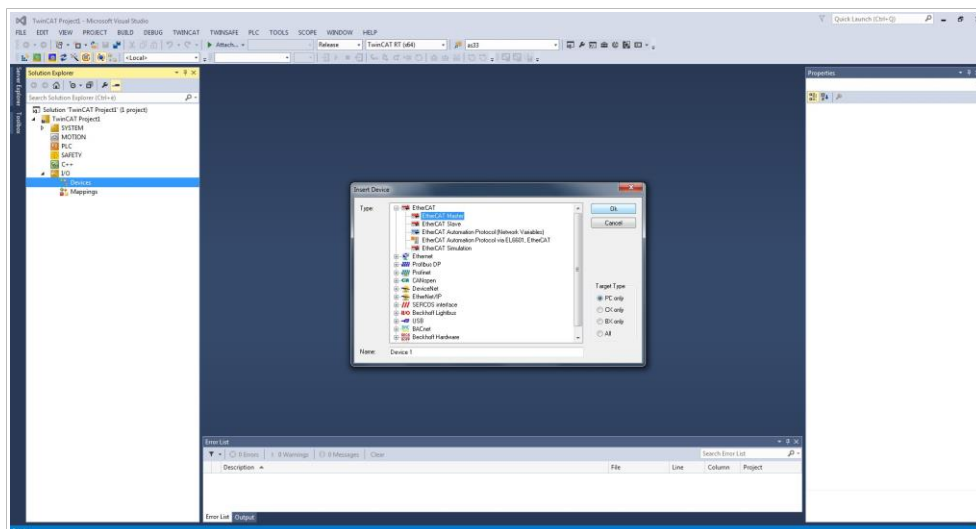 TwinCAT Project1 - Microsoft Visual Studio
Quick Launch (Ctrl+Q)
FILE EDIT VIEW PROJECT BUILD DEBUG TWINCAT TWINSAFE PLC TOOLS SCOPE WINDOW HELP
Attach... Release TwinCAT RT (x64) as33
<Local>
Server Explorer
Toolbox
Solution Explorer
Search Solution Explorer (Ctrl+é)
Solution 'TwinCAT Project1' (1 project)
TwinCAT Project1
SYSTEM
MOTION
PLC
SAFETY
C++
I/O
Devices
Mappings
Insert Device
Type:
EtherCAT
EtherCAT Master
EtherCAT Slave
EtherCAT Automation Protocol (Network Variables)
EtherCAT Automation Protocol via EL6601, EtherCAT
EtherCAT Simulation
Ethernet
Profibus DP
Profinet
CANopen
DeviceNet
EtherNet/IP
SERCOS interface
Beckhoff Lightbus
USB
BACnet
Beckhoff Hardware
Ok
Cancel
Target Type
PC only
CX only
BX only
All
Name: Device 1
Properties
Error List
0 Errors 0 Warnings 0 Messages Clear
Search Error List
Description File Line Column Project
Error List Output